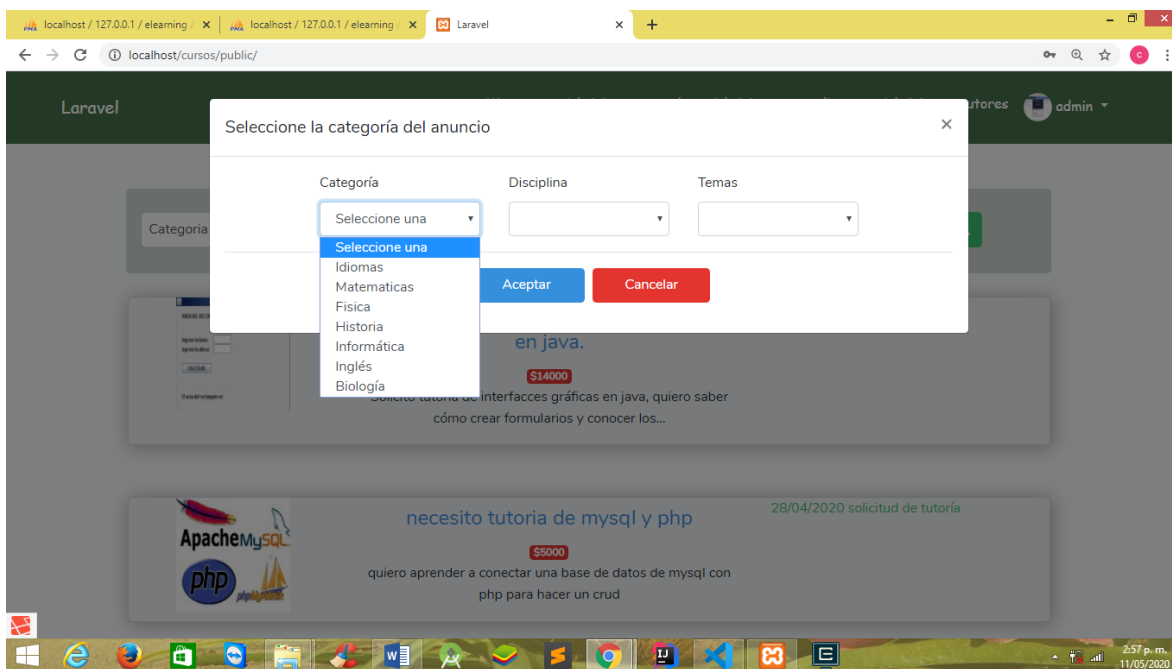 localhost / 127.0.0.1 / elearning /
localhost / 127.0.0.1 / elearning /
Laravel
localhost/cursos/public/
Laravel
utores
admin
Seleccione la categoría del anuncio
Categoría
Disciplina
Temas
Categoria
Seleccione una
Seleccione una
Idiomas
Matematicas
Fisica
Historia
Informática
Inglés
Biología
Aceptar
Cancelar
en java.
$14000
Solicito tutoria de interfacces gráficas en java, quiero saber
cómo crear formularios y conocer los...
ApacheMySQL
php
necesito tutoria de mysql y php
28/04/2020 solicitud de tutoría
$5000
quiero aprender a conectar una base de datos de mysql con
php para hacer un crud
2:57 p. m.
11/05/2020